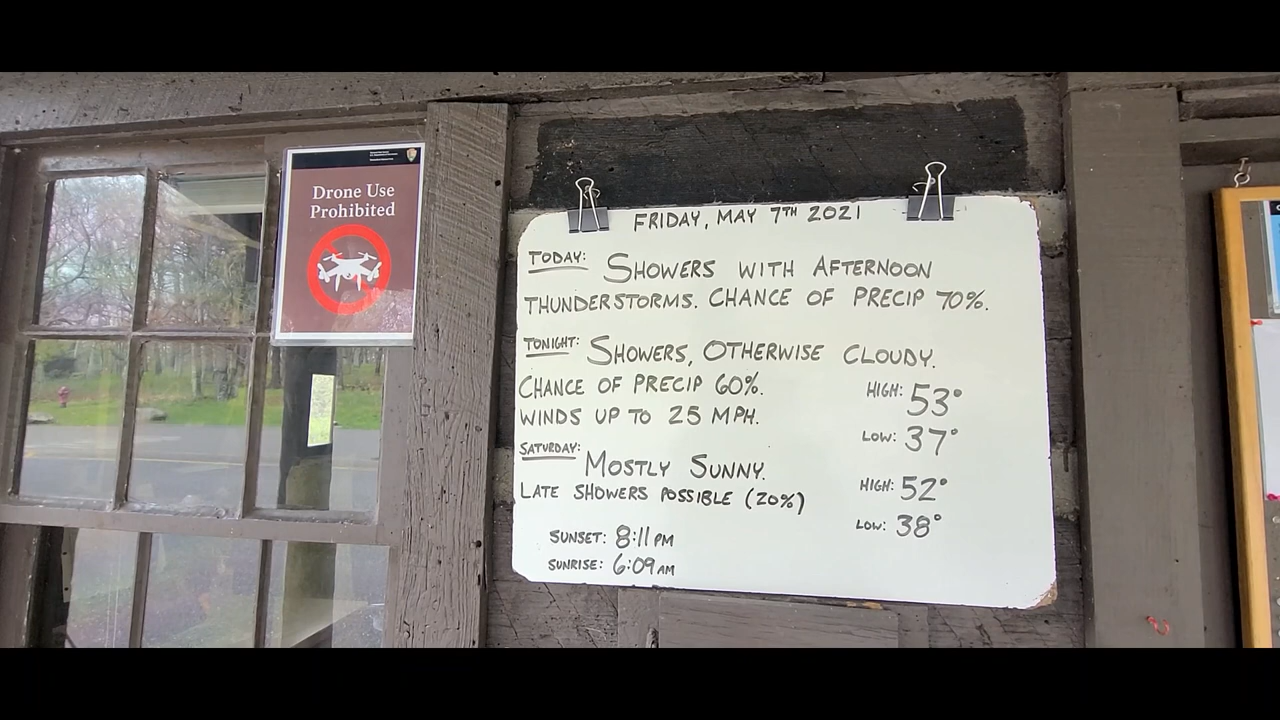 Drone Use
Prohibited
FRIDAY, MAY 7TH 2021
TODAY: SHOWERS WITH AFTERNOON
THUNDERSTORMS. CHANCE OF PRECIP 70%.
TONIGHT: SHOWERS, OTHERWISE CLOUDY.
CHANCE OF PRECIP 60%.
HIGH: 53°
WINDS UP TO 25 MPH.
LOW: 37°
SATURDAY: MOSTLY SUNNY.
HIGH: 52°
LATE SHOWERS POSSIBLE (20%)
LOW: 38°
SUNSET: 8:11 PM
SUNRISE: 6:09 AM